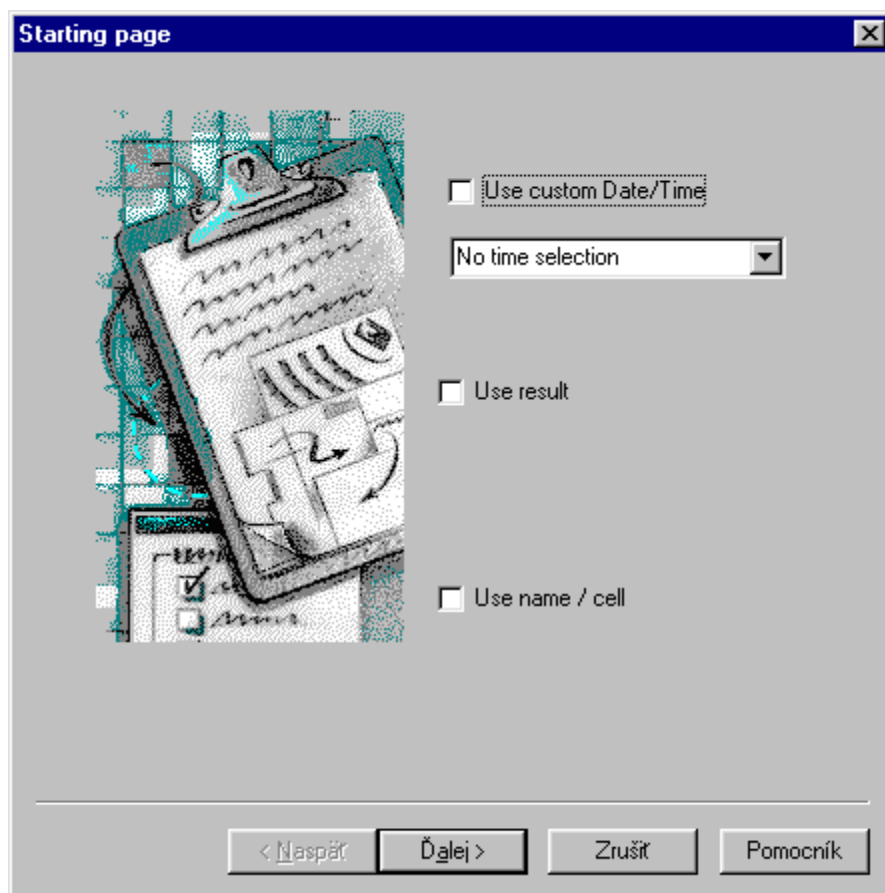 Starting page
Use custom Date/Time
No time selection
Use result
Use name / cell
< Naspäť
Ďalej >
Zrušiť
Pomocník